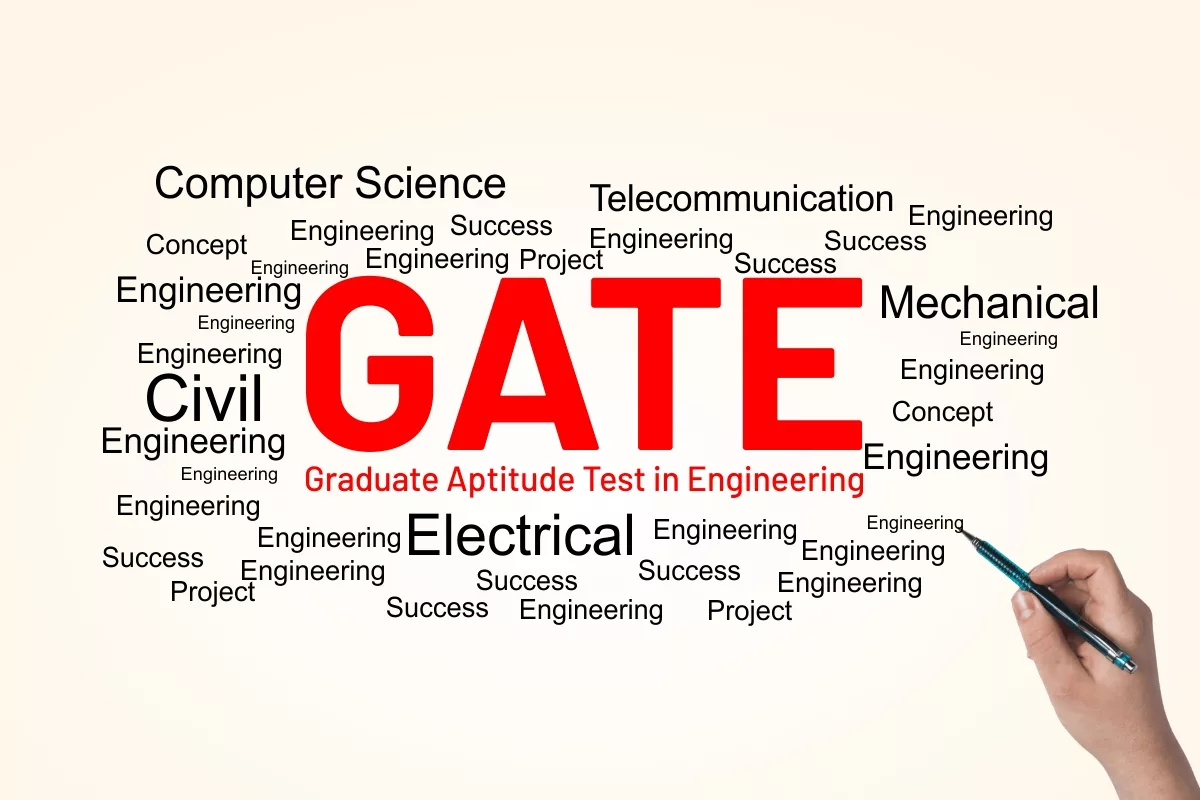 Computer Science
Telecommunication
Engineering
Engineering
Success
Engineering
Success
Concept
Engineering
Engineering
Project
Success
Engineering
GATE
Mechanical
Engineering
Engineering
Engineering
Engineering
Civil
Concept
Engineering
Engineering
Engineering
Graduate Aptitude Test in Engineering
Engineering
Engineering
Electrical
Engineering
Engineering
Engineering
Success
Engineering
Success
Success
Engineering
Project
Success
Engineering
Project